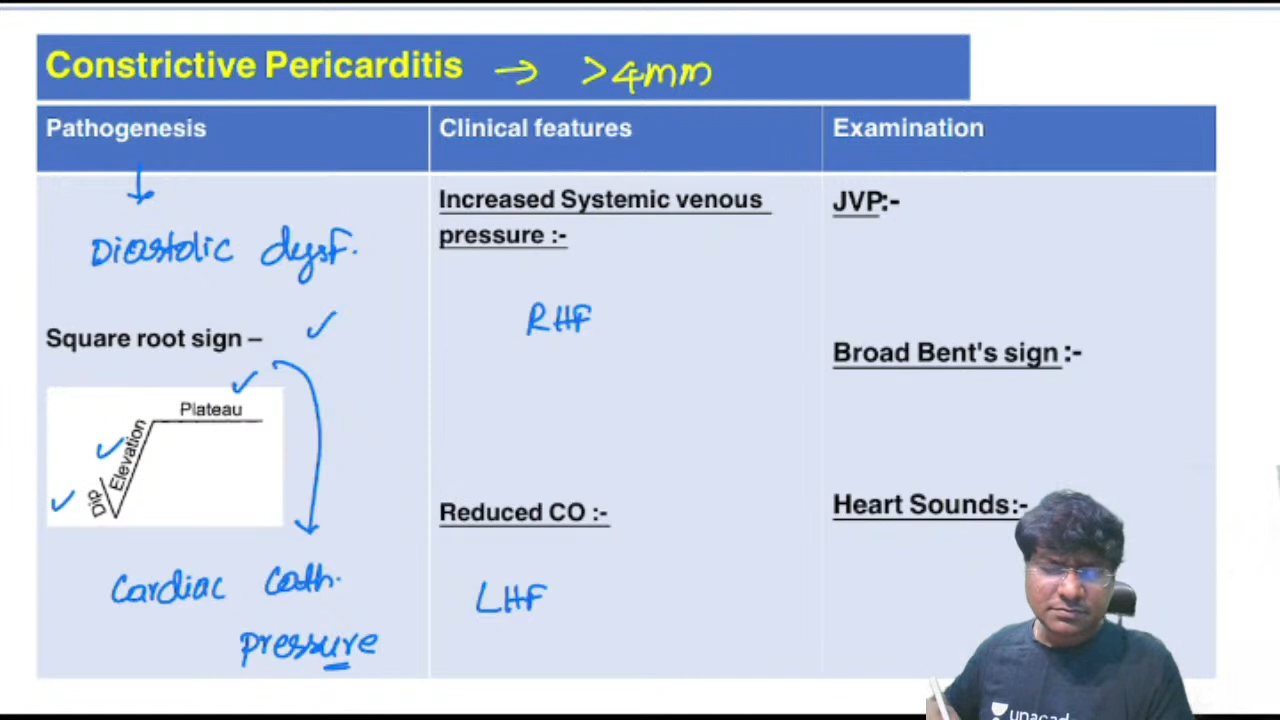 Constrictive Pericarditis → >4mm
Pathogenesis
Clinical features
Examination
Diastolic dysf.
Square root sign –
Plateau
Elevation
Dip
Cardiac Cath.
pressure
Increased Systemic venous
pressure :-
RHF
Reduced CO :-
LHF
JVP:-
Broad Bent's sign :-
Heart Sounds:-